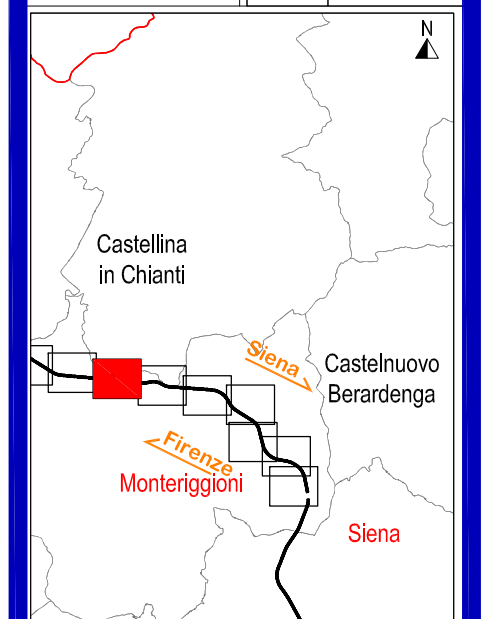 N
Castellina
in Chianti
Siena
Castelnuovo
Berardenga
Firenze
Monteriggioni
Siena